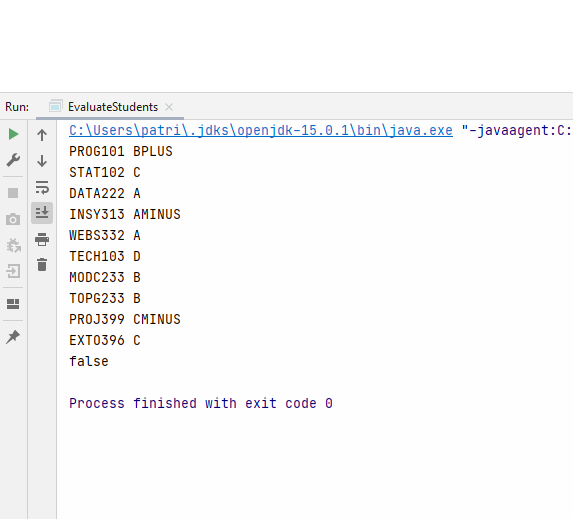 Run: EvaluateStudents
C:\Users\patri\.jdks\openjdk-15.0.1\bin\java.exe "-javaagent:C:
PROG101 BPLUS
STAT102 C
DATA222 A
INSY313 AMINUS
WEBS332 A
TECH103 D
MODC233 B
TOPG233 B
PROJ399 CMINUS
EXTO396 C
false
Process finished with exit code 0